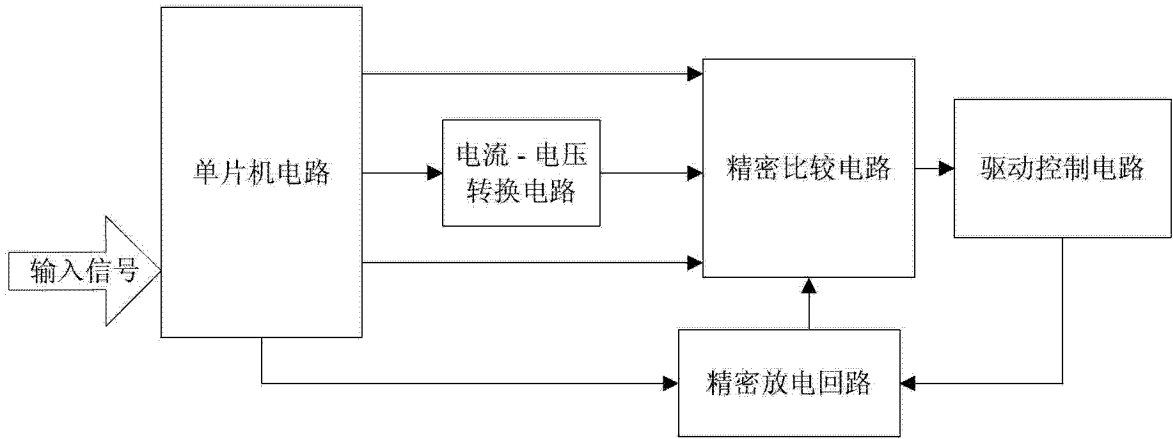 输入信号
单片机电路
电流 - 电压
转换电路
精密比较电路
驱动控制电路
精密放电回路